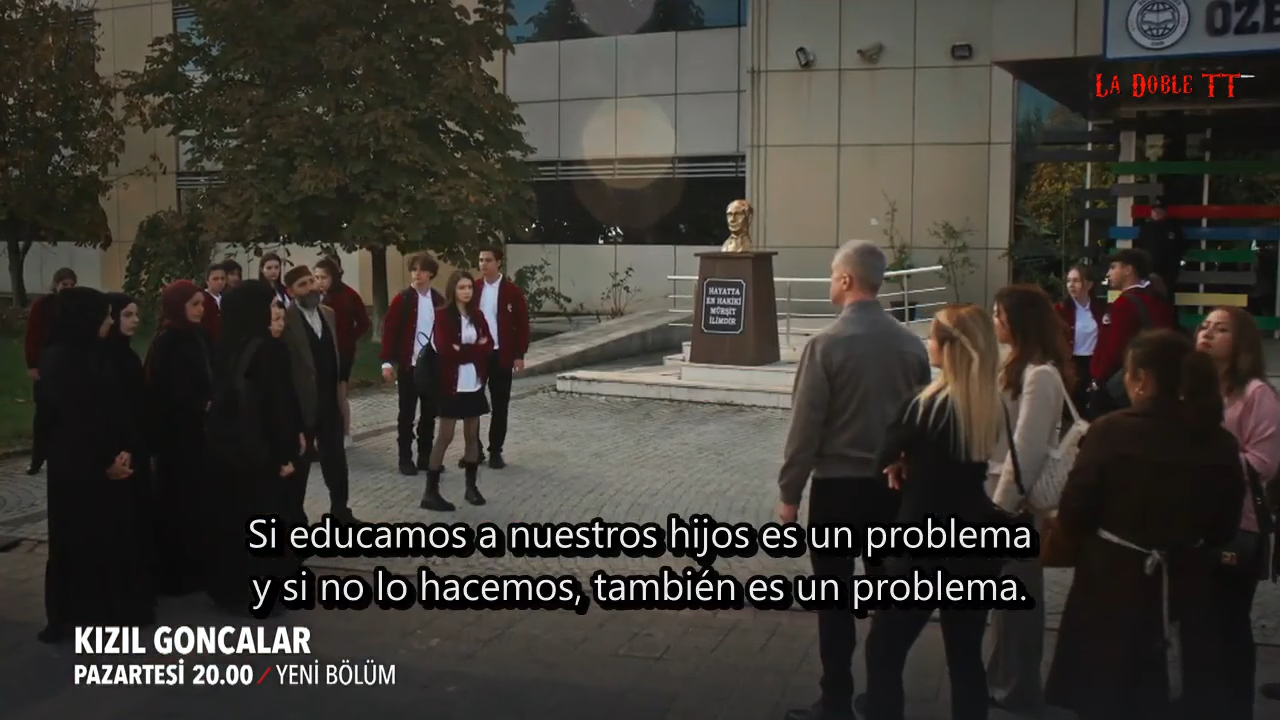 ÖZE
LA DOBLE TT
HAYATTA
EN HAKİKİ
MÜRŞİT
İLİMDİR
Si educamos a nuestros hijos es un problema
y si no lo hacemos, también es un problema.
KIZIL GONCALAR
PAZARTESİ 20.00 / YENİ BÖLÜM